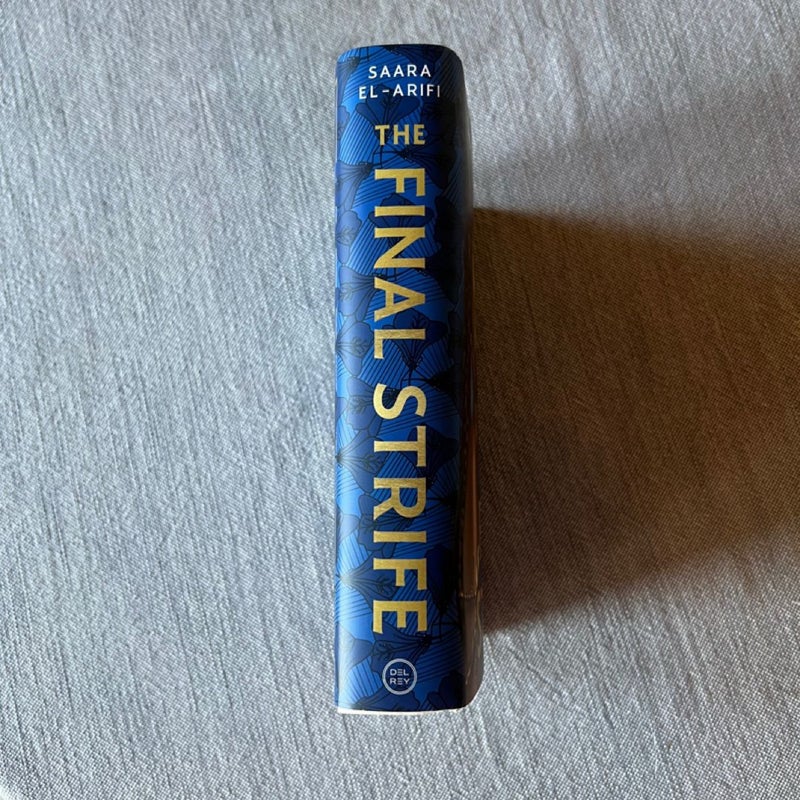 SAARA
EL-ARIFI
THE
FINAL STRIFE
DEL
REY